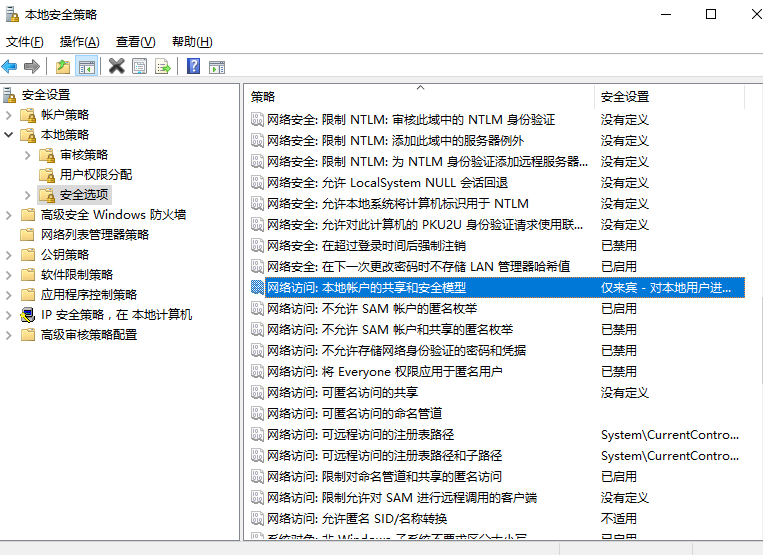 本地安全策略
文件(F) 操作(A) 查看(V) 帮助(H)
安全设置
帐户策略
本地策略
审核策略
用户权限分配
安全选项
高级安全 Windows 防火墙
网络列表管理器策略
公钥策略
软件限制策略
应用程序控制策略
IP 安全策略，在 本地计算机
高级审核策略配置
策略 安全设置
网络安全: 限制 NTLM: 审核此域中的 NTLM 身份验证 没有定义
网络安全: 限制 NTLM: 添加此域中的服务器例外 没有定义
网络安全: 限制 NTLM: 为 NTLM 身份验证添加远程服务器... 没有定义
网络安全: 允许 LocalSystem NULL 会话回退 没有定义
网络安全: 允许本地系统将计算机标识用于 NTLM 没有定义
网络安全: 允许对此计算机的 PKU2U 身份验证请求使用联... 没有定义
网络安全: 在超过登录时间后强制注销 已禁用
网络安全: 在下一次更改密码时不存储 LAN 管理器哈希值 已启用
网络访问: 本地帐户的共享和安全模型 仅来宾 - 对本地用户进...
网络访问: 不允许 SAM 帐户的匿名枚举 已启用
网络访问: 不允许 SAM 帐户和共享的匿名枚举 已禁用
网络访问: 不允许存储网络身份验证的密码和凭据 已禁用
网络访问: 将 Everyone 权限应用于匿名用户 已禁用
网络访问: 可匿名访问的共享 没有定义
网络访问: 可匿名访问的命名管道
网络访问: 可远程访问的注册表路径 System\CurrentContro...
网络访问: 可远程访问的注册表路径和子路径 System\CurrentContro...
网络访问: 限制对命名管道和共享的匿名访问 已启用
网络访问: 限制允许对 SAM 进行远程调用的客户端 没有定义
网络访问: 允许匿名 SID/名称转换 不适用
系统对象: 非 Windows 子系统不要求区分大小写 已启用